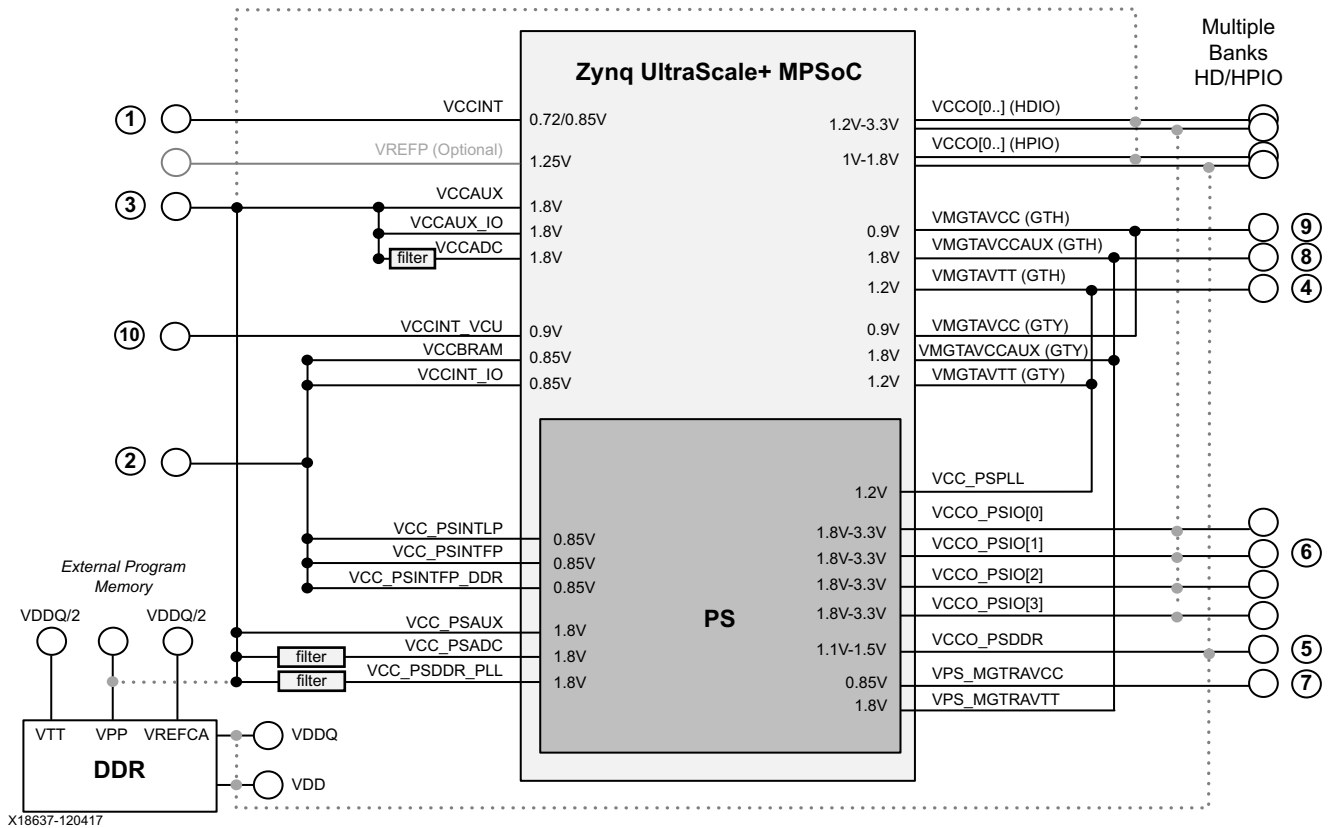 Multiple
Banks
HD/HPIO
Zynq UltraScale+ MPSoC
1
VCCINT
0.72/0.85V
VREFP (Optional)
1.25V
3
VCCAUX
1.8V
VCCAUX_IO
1.8V
filter
VCCADC
1.8V
10
VCCINT_VCU
0.9V
VCCBRAM
0.85V
VCCINT_IO
0.85V
2
VCC_PSINTLP
0.85V
VCC_PSINTFP
0.85V
VCC_PSINTFP_DDR
0.85V
VCC_PSAUX
1.8V
filter
VCC_PSADC
1.8V
filter
VCC_PSDDR_PLL
1.8V
1.2V-3.3V
VCCO[0..] (HDIO)
1V-1.8V
VCCO[0..] (HPIO)
0.9V
VMGTAVCC (GTH)
9
1.8V
VMGTAVCCAUX (GTH)
8
1.2V
VMGTAVTT (GTH)
4
0.9V
VMGTAVCC (GTY)
1.8V
VMGTAVCCAUX (GTY)
1.2V
VMGTAVTT (GTY)
PS
1.2V
VCC_PSPLL
1.8V-3.3V
VCCO_PSIO[0]
1.8V-3.3V
VCCO_PSIO[1]
6
1.8V-3.3V
VCCO_PSIO[2]
1.8V-3.3V
VCCO_PSIO[3]
1.1V-1.5V
VCCO_PSDDR
5
0.85V
VPS_MGTRAVCC
7
1.8V
VPS_MGTRAVTT
External Program
Memory
VDDQ/2
VDDQ/2
VTT
VPP
VREFCA
DDR
VDDQ
VDD
X18637-120417